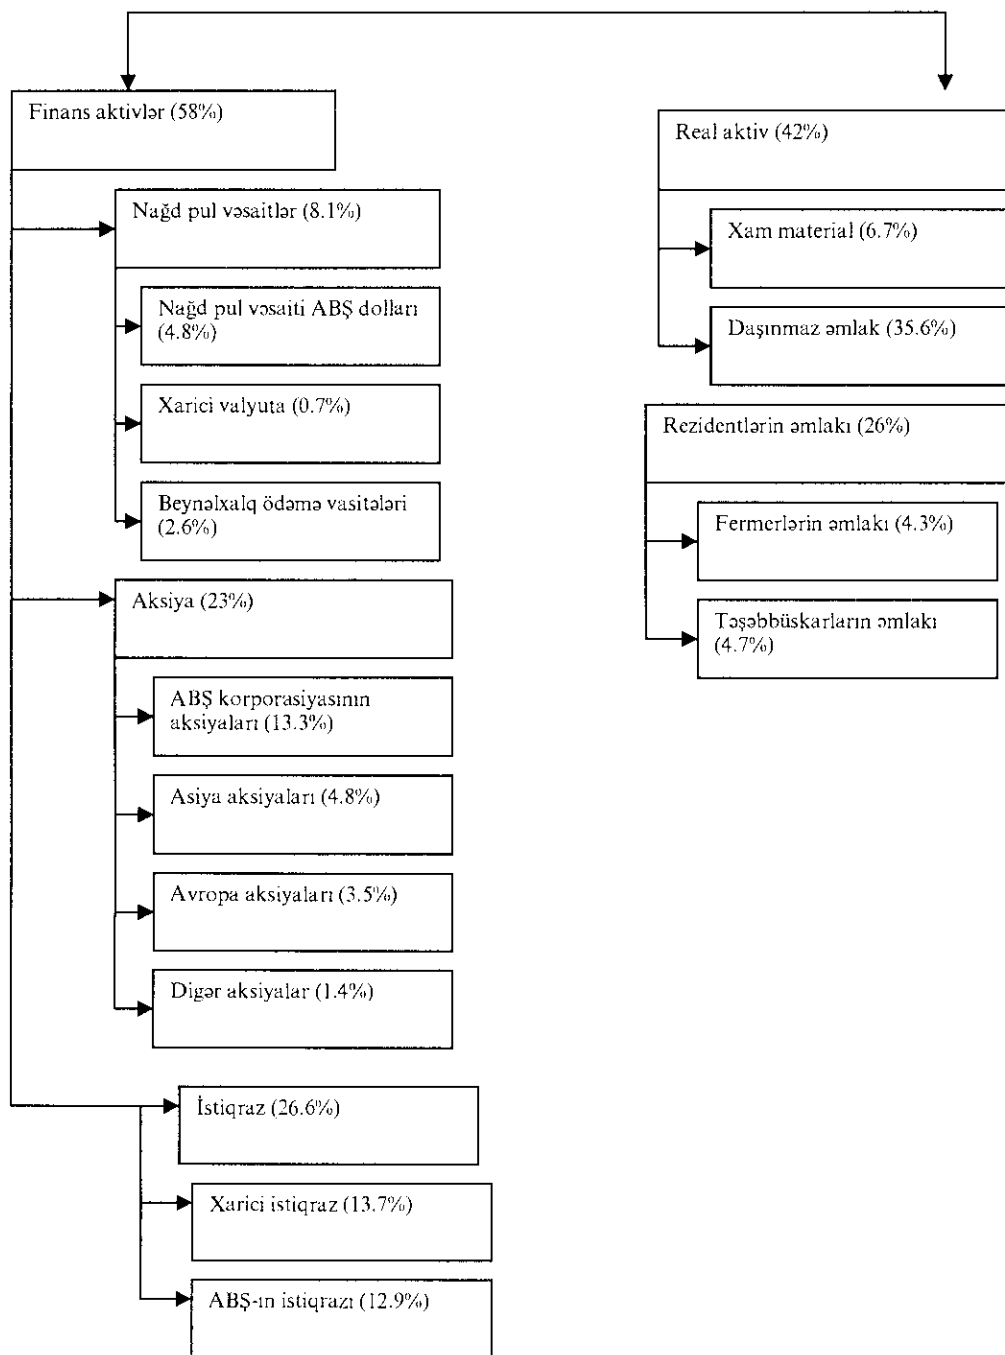 Finans aktivlər (58%)
Nağd pul vəsaitlər (8.1%)
Nağd pul vəsaiti ABŞ dolları
(4.8%)
Xarici valyuta (0.7%)
Beynəlxalq ödəmə vasitələri
(2.6%)
Aksiya (23%)
ABŞ korporasiyasının
aksiyaları (13.3%)
Asiya aksiyaları (4.8%)
Avropa aksiyaları (3.5%)
Digər aksiyalar (1.4%)
İstiqraz (26.6%)
Xarici istiqraz (13.7%)
ABŞ-ın istiqrazı (12.9%)
Real aktiv (42%)
Xam material (6.7%)
Daşınmaz əmlak (35.6%)
Rezidentlərin əmlakı (26%)
Fermerlərin əmlakı (4.3%)
Təşəbbüskarların əmlakı
(4.7%)